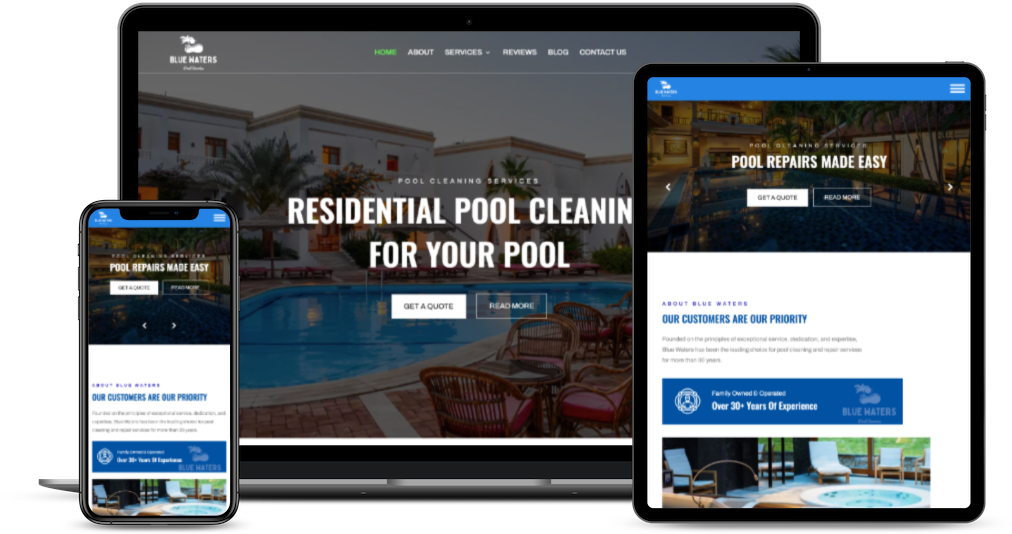 BLUE WATERS
Pool Service
HOME ABOUT SERVICES REVIEWS BLOG CONTACT US
POOL CLEANING SERVICES
RESIDENTIAL POOL CLEANIN
FOR YOUR POOL
GET A QUOTE READ MORE
BLUE WATERS
POOL CLEANING SERVICES
POOL REPAIRS MADE EASY
GET A QUOTE READ MORE
ABOUT BLUE WATERS
OUR CUSTOMERS ARE OUR PRIORITY
Founded on the principles of exceptional service, dedication, and expertise,
Blue Waters has been the leading choice for pool cleaning and repair services
for more than 30 years.
Family Owned & Operated
Over 30+ Years Of Experience
BLUE WATERS
Pool Service
POOL CLEANING SERVICES
POOL REPAIRS MADE EASY
GET A QUOTE READ MORE
ABOUT BLUE WATERS
OUR CUSTOMERS ARE OUR PRIORITY
Founded on the principles of exceptional service, dedication, and
expertise, Blue Waters has been the leading choice for pool
cleaning and repair services for more than 30 years.
Family Owned & Operated
Over 30+ Years Of Experience
BLUE WATERS